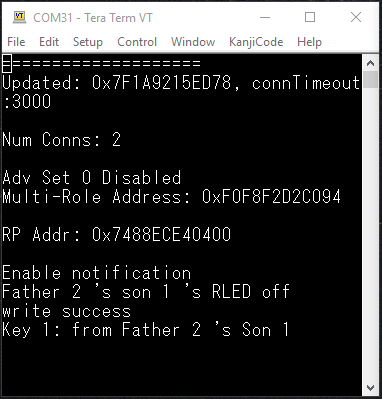 COM31 - Tera Term VT
File Edit Setup Control Window KanjiCode Help
====================
Updated: 0x7F1A9215ED78, connTimeout
:3000
Num Conns: 2
Adv Set 0 Disabled
Multi-Role Address: 0xF0F8F2D2C094
RP Addr: 0x7488ECE40400
Enable notification
Father 2 's son 1 's RLED off
write success
Key 1: from Father 2 's Son 1